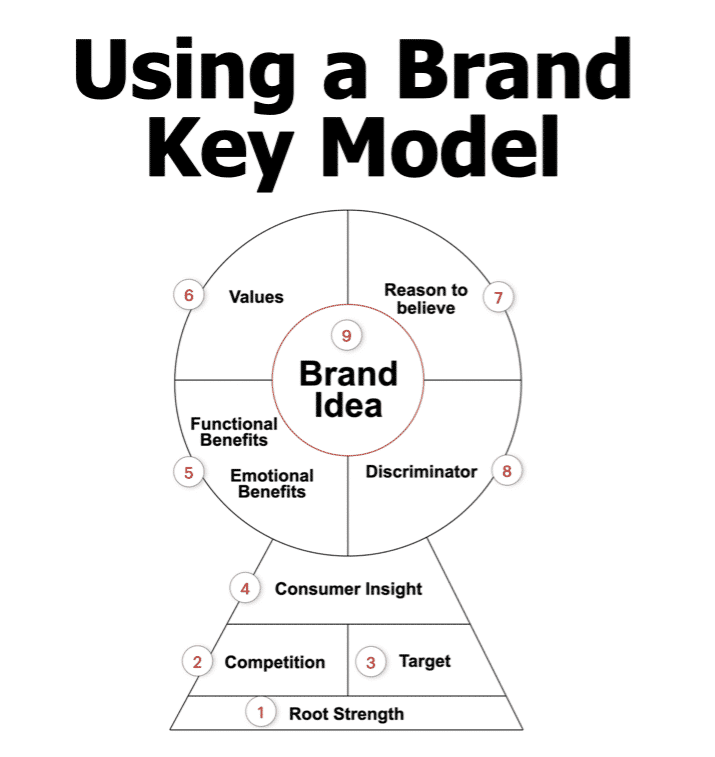 Using a Brand
Key Model
6
Values
Reason to
believe
7
9
Brand
Idea
Functional
Benefits
5
Emotional
Benefits
Discriminator
8
4
Consumer Insight
2
Competition
3
Target
1
Root Strength